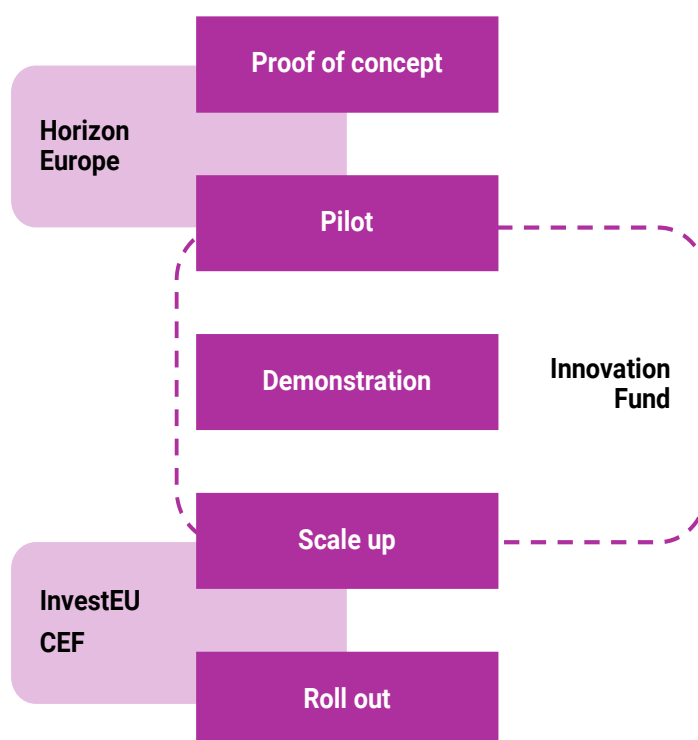 Proof of concept
Horizon
Europe
Pilot
Demonstration
Innovation
Fund
Scale up
InvestEU
CEF
Roll out